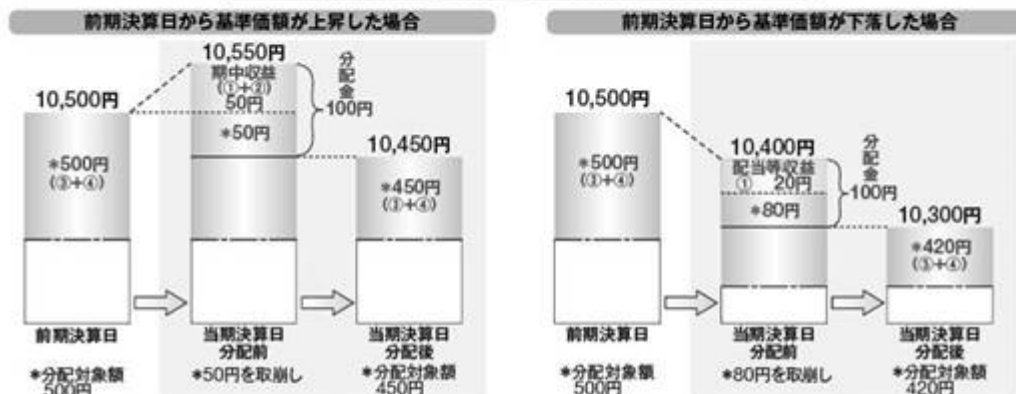 前期決算日から基準価額が上昇した場合
10,500円
*500円
(③+④)
前期決算日
*分配対象額
500円
10,550円
期中収益
(①+②)
50円
*50円
分配金
100円
当期決算日
分配前
*50円を取崩し
10,450円
*450円
(③+④)
当期決算日
分配後
*分配対象額
450円
前期決算日から基準価額が下落した場合
10,500円
*500円
(③+④)
前期決算日
*分配対象額
500円
10,400円
配当等収益
① 20円
*80円
分配金
100円
当期決算日
分配前
*80円を取崩し
10,300円
*420円
(③+④)
当期決算日
分配後
*分配対象額
420円